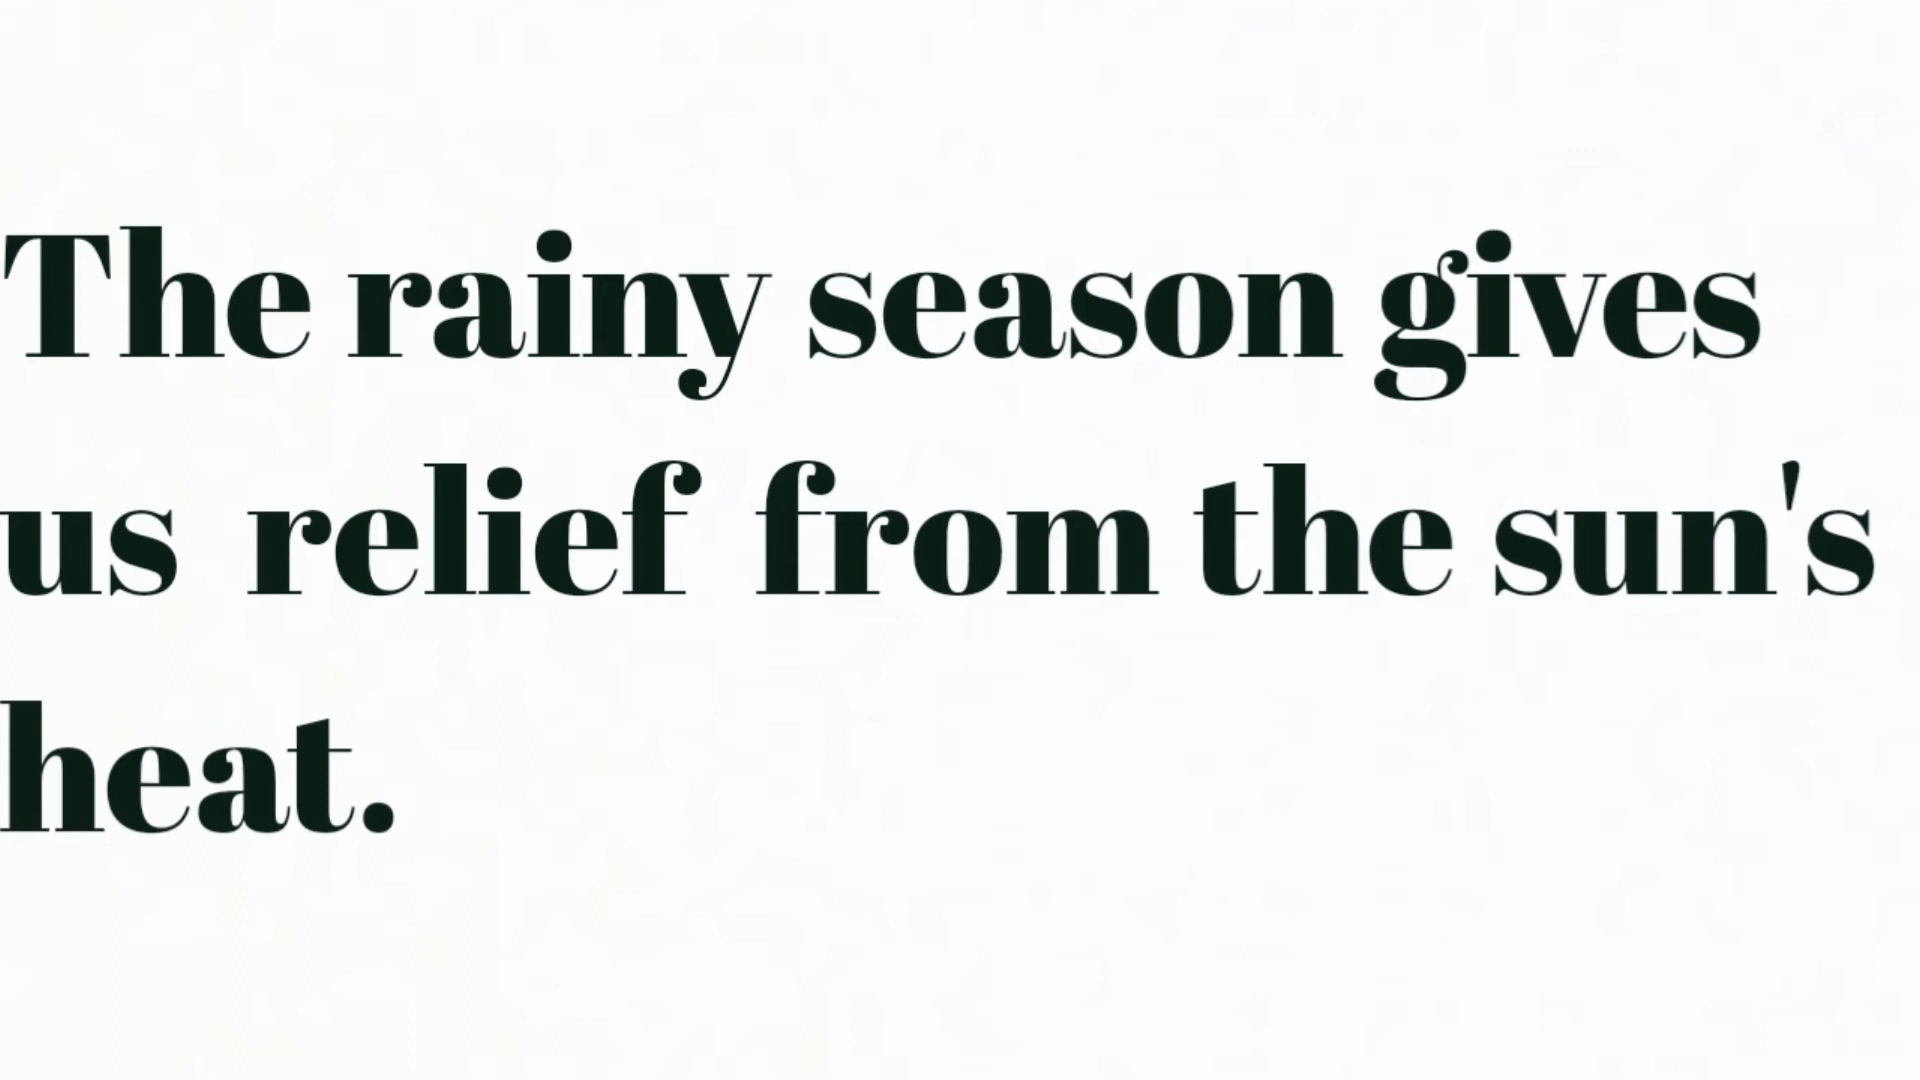 The rainy season gives
us relief from the sun's
heat.